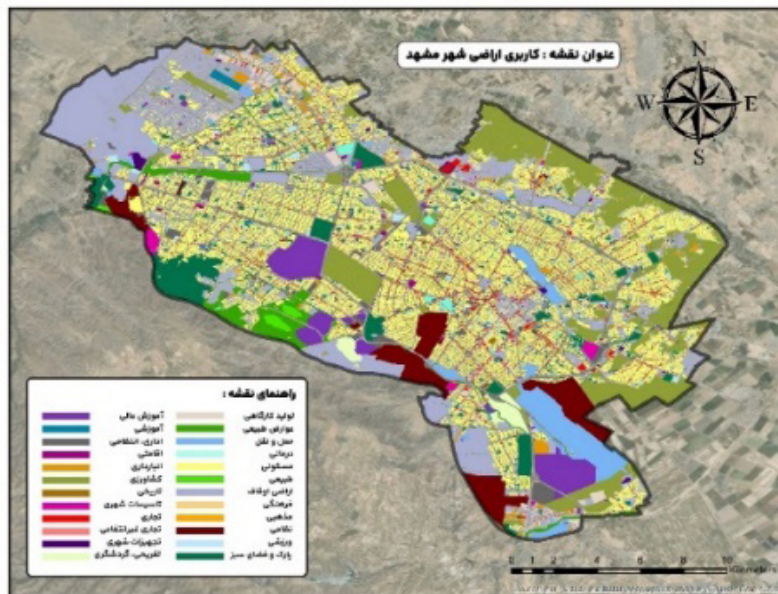 عنوان نقشه : کاربری اراضی شهر مشهد
N
W E
S
راهنمای نقشه :
تولید کارگاهی آموزش عالی
عوارض طبیعی آموزشی
حمل و نقل اداری، انتظامی
درمانی اقامتی
مسکونی انبارداری
طبیعی کشاورزی
اراضی اوقاف تاریخی
فرهنگی تاسیسات شهری
مذهبی تجاری
نظامی تجاری غیرانتفاعی
ورزشی تجهیزات شهری
پارک و فضای سبز تفریحی، گردشگری
0 1 2 4 6 8 10
Kilometers